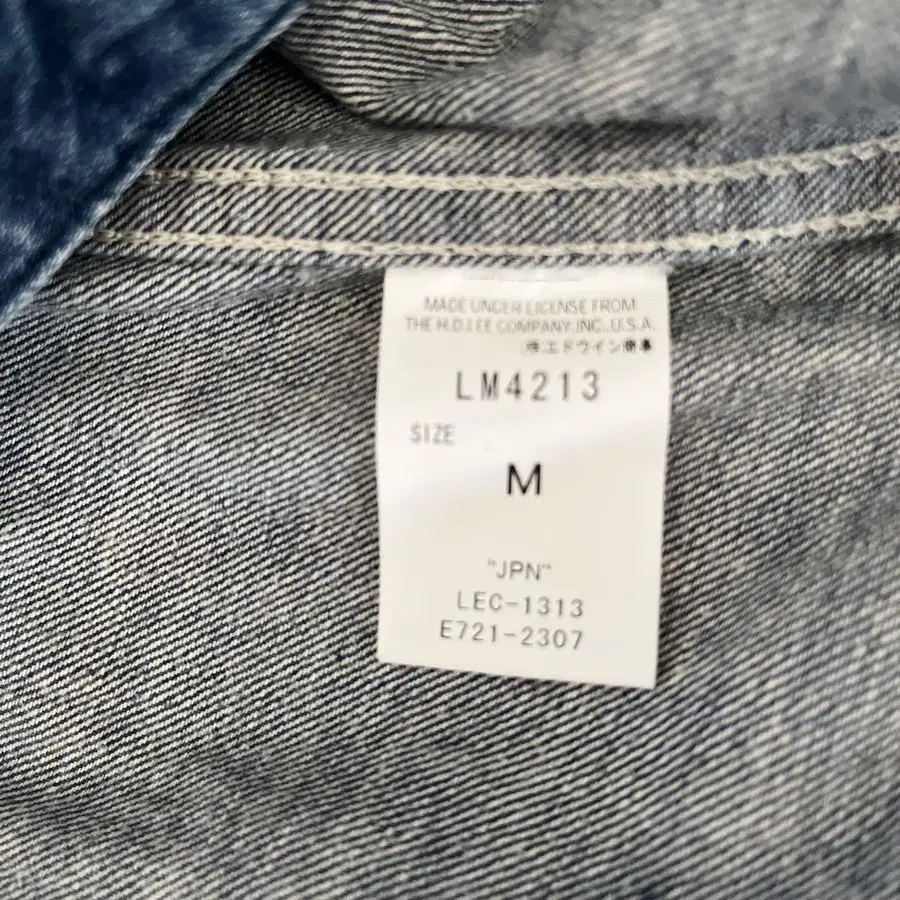 MADE UNDER LICENSE FROM
THE H.D.LEE COMPANY,INC.,U.S.A.
(株)エドウイン商事
LM4213
SIZE
M
"JPN"
LEC-1313
E721-2307